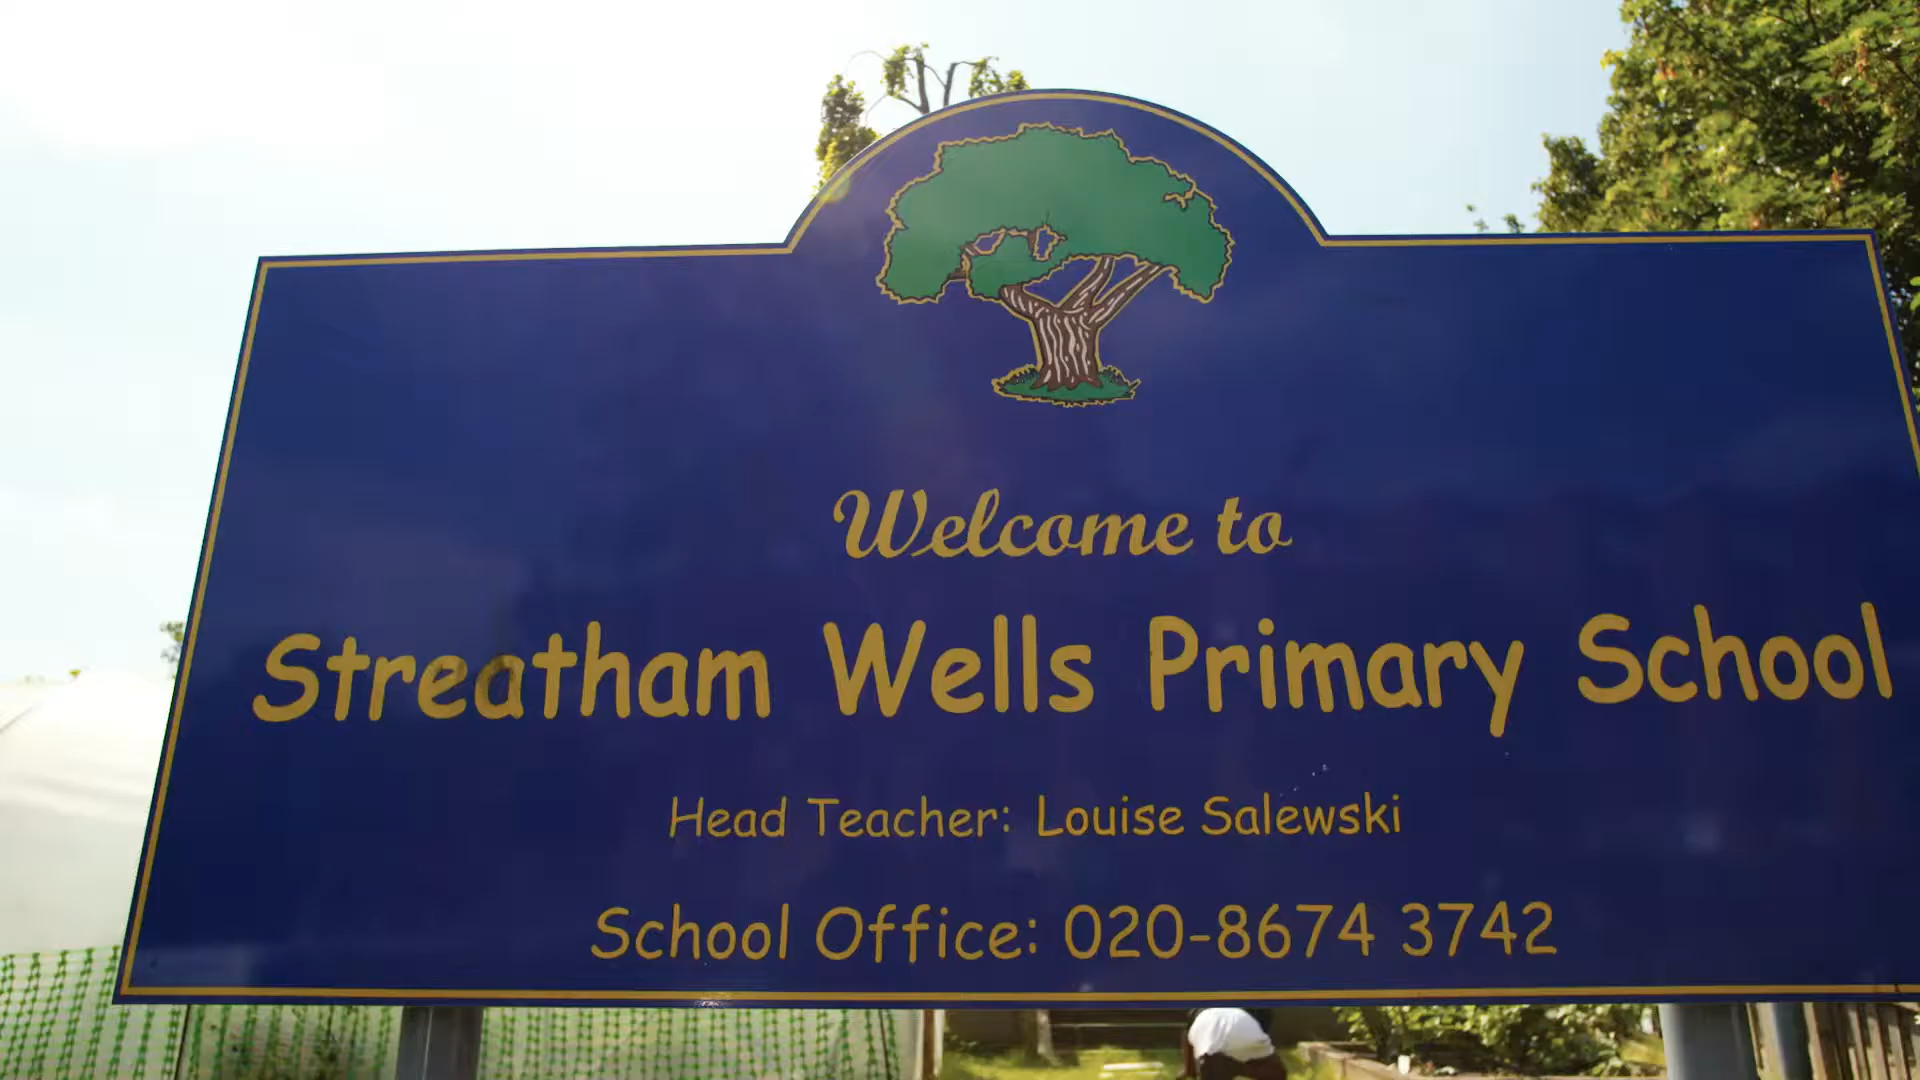 Welcome to
Streatham Wells Primary School
Head Teacher: Louise Salewski
School Office: 020-8674 3742